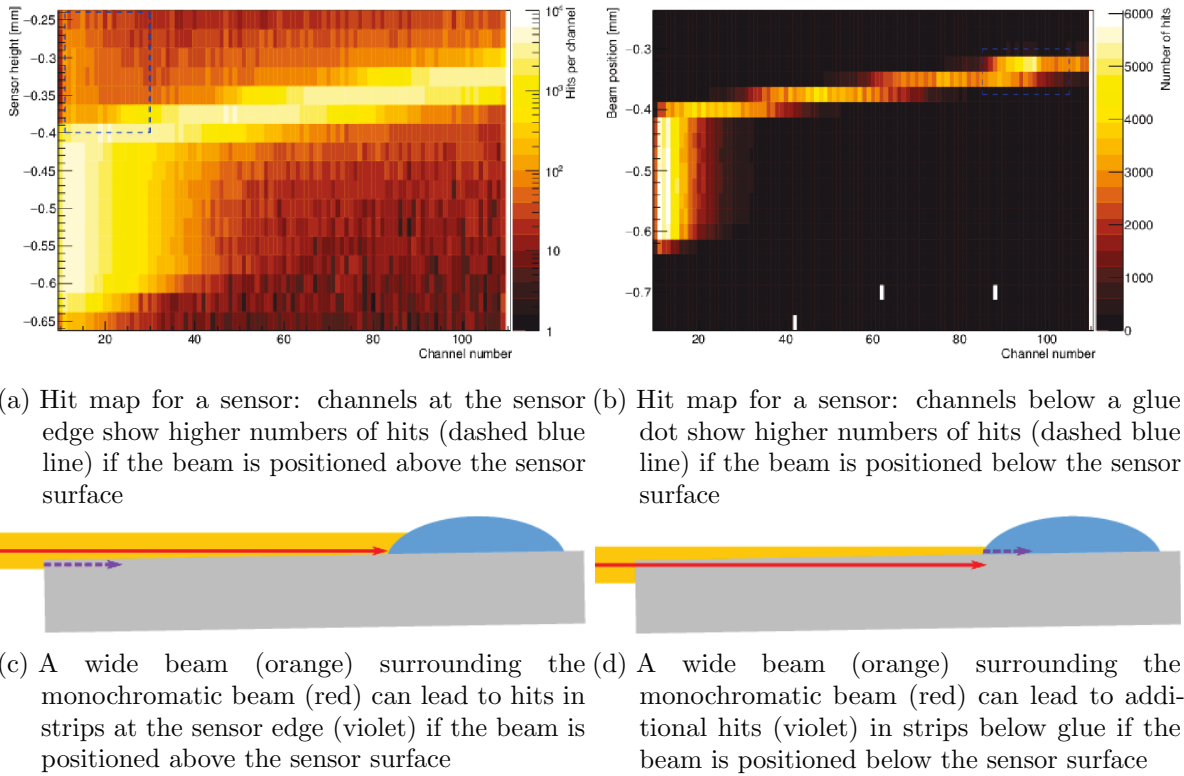 Sensor height [mm]
−0.25
−0.3
−0.35
−0.4
−0.45
−0.5
−0.55
−0.6
−0.65
20
40
60
80
100
Channel number
10⁴
10³
10²
10
1
Hits per channel
Beam position [mm]
−0.3
−0.4
−0.5
−0.6
−0.7
20
40
60
80
100
Channel number
6000
5000
4000
3000
2000
1000
0
Number of hits
(a) Hit map for a sensor: channels at the sensor
edge show higher numbers of hits (dashed blue
line) if the beam is positioned above the sensor
surface
(b) Hit map for a sensor: channels below a glue
dot show higher numbers of hits (dashed blue
line) if the beam is positioned below the sensor
surface
(c) A wide beam (orange) surrounding the
monochromatic beam (red) can lead to hits in
strips at the sensor edge (violet) if the beam is
positioned above the sensor surface
(d) A wide beam (orange) surrounding the
monochromatic beam (red) can lead to addi-
tional hits (violet) in strips below glue if the
beam is positioned below the sensor surface